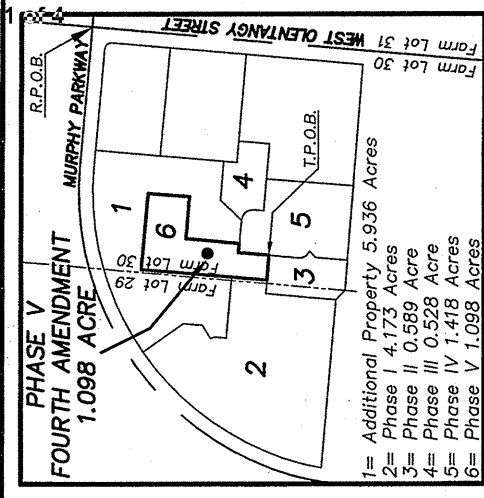 1 of 4
R.P.O.B.
MURPHY PARKWAY
WEST OLENTANGY STREET
Farm Lot 31
Farm Lot 30
PHASE V
FOURTH AMENDMENT
1.098 ACRE
T.P.O.B.
1
6
4
5
3
2
Farm Lot 30
Farm Lot 29
1= Additional Property 5.936 Acres
2= Phase I 4.173 Acres
3= Phase II 0.589 Acre
4= Phase III 0.528 Acre
5= Phase IV 1.418 Acres
6= Phase V 1.098 Acres